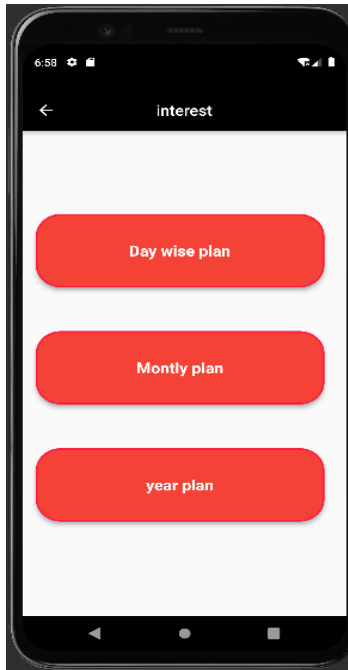 6:58
interest
Day wise plan
Montly plan
year plan